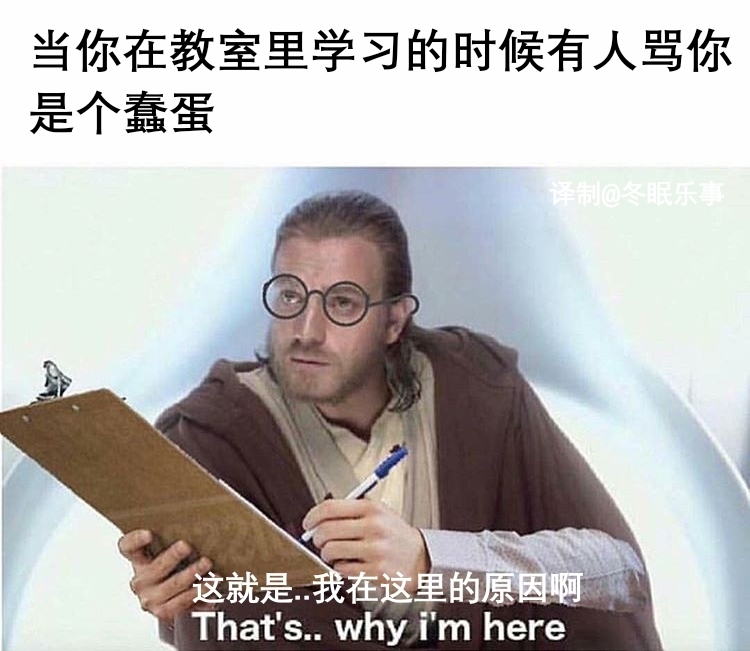 当你在教室里学习的时候有人骂你
是个蠢蛋
译制@冬眠乐事
这就是..我在这里的原因啊
That's.. why i'm here